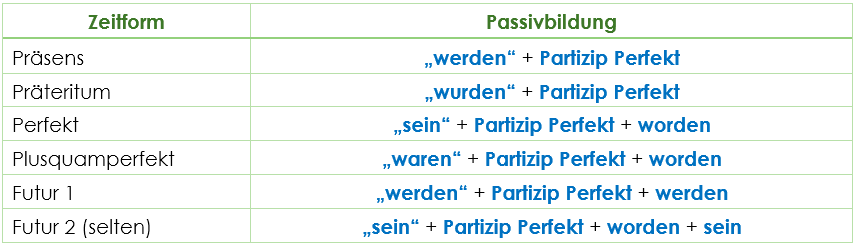 Zeitform Passivbildung
Präsens „werden“ + Partizip Perfekt
Präteritum „wurden“ + Partizip Perfekt
Perfekt „sein“ + Partizip Perfekt + worden
Plusquamperfekt „waren“ + Partizip Perfekt + worden
Futur 1 „werden“ + Partizip Perfekt + werden
Futur 2 (selten) „sein“ + Partizip Perfekt + worden + sein